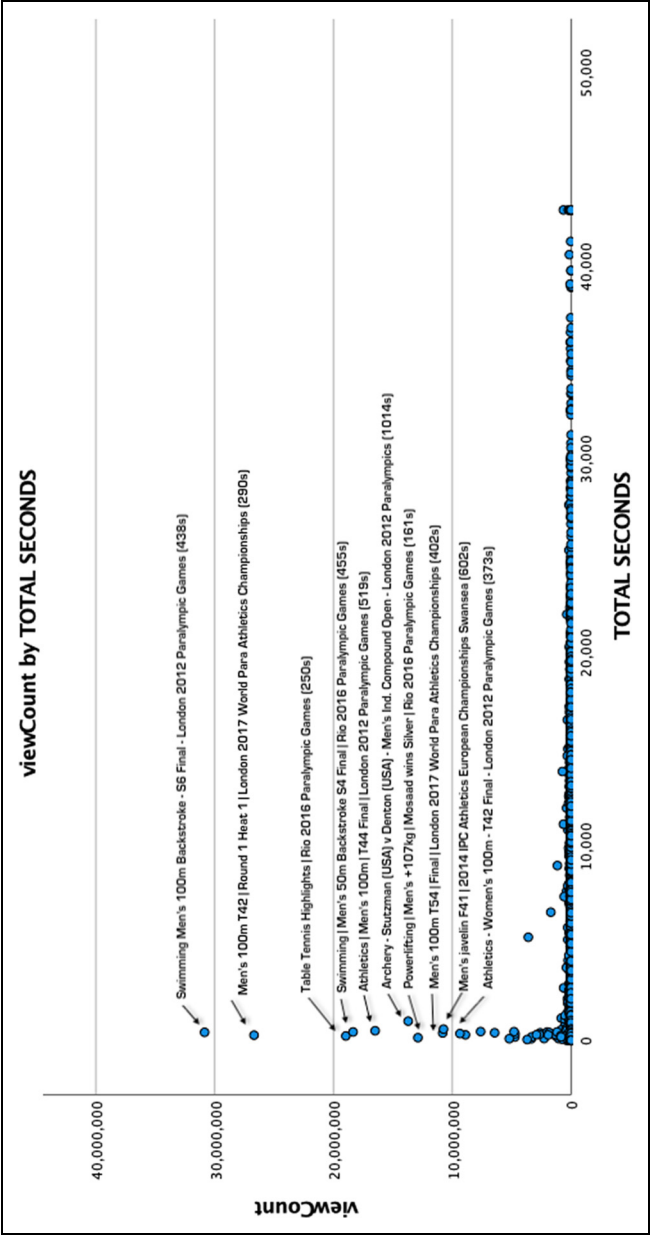 viewCount by TOTAL SECONDS
viewCount
40,000,000
30,000,000
20,000,000
10,000,000
0
Swimming Men's 100m Backstroke - S6 Final - London 2012 Paralympic Games (438s)
Men's 100m T42 | Round 1 Heat 1 | London 2017 World Para Athletics Championships (290s)
Table Tennis Highlights | Rio 2016 Paralympic Games (250s)
Swimming | Men's 50m Backstroke S4 Final | Rio 2016 Paralympic Games (455s)
Athletics | Men's 100m | T44 Final | London 2012 Paralympic Games (519s)
Archery - Stutzman (USA) v Denton (USA) - Men's Ind. Compound Open - London 2012 Paralympics (1014s)
Powerlifting | Men's +107kg | Mosaad wins Silver | Rio 2016 Paralympic Games (161s)
Men's 100m T54 | Final | London 2017 World Para Athletics Championships (402s)
Men's javelin F41 | 2014 IPC Athletics European Championships Swansea (602s)
Athletics - Women's 100m - T42 Final - London 2012 Paralympic Games (373s)
0
10,000
20,000
30,000
40,000
50,000
TOTAL SECONDS